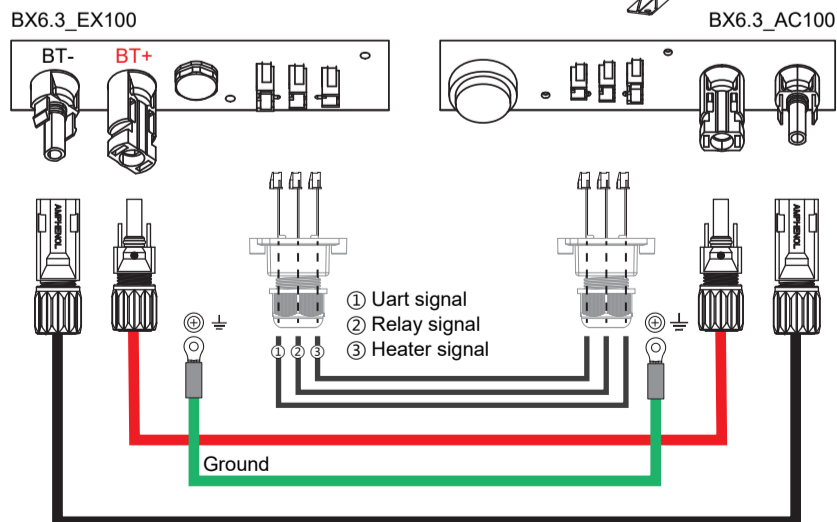 BX6.3_EX100
BX6.3_AC100
BT-
BT+
AMPHENOL
AMPHENOL
① Uart signal
② Relay signal
③ Heater signal
① ② ③
Ground